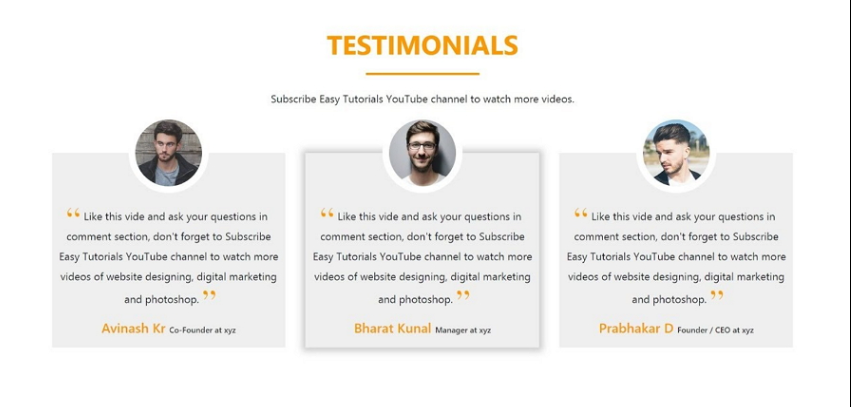 TESTIMONIALS
Subscribe Easy Tutorials YouTube channel to watch more videos.
“ Like this vide and ask your questions in
comment section, don't forget to Subscribe
Easy Tutorials YouTube channel to watch more
videos of website designing, digital marketing
and photoshop. ”
Avinash Kr Co-Founder at xyz
“ Like this vide and ask your questions in
comment section, don't forget to Subscribe
Easy Tutorials YouTube channel to watch more
videos of website designing, digital marketing
and photoshop. ”
Bharat Kunal Manager at xyz
“ Like this vide and ask your questions in
comment section, don't forget to Subscribe
Easy Tutorials YouTube channel to watch more
videos of website designing, digital marketing
and photoshop. ”
Prabhakar D Founder / CEO at xyz